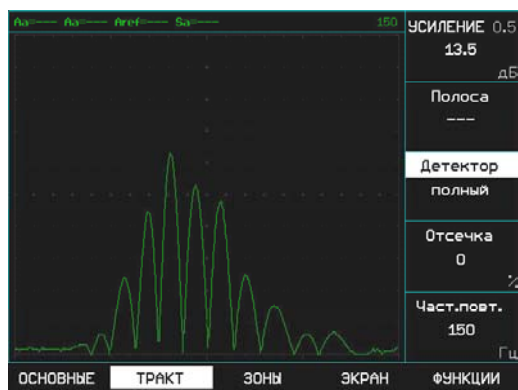 Aa=--- Aa=--- Aref=--- Sa=--- 150
УСИЛЕНИЕ 0.5
13.5
дБ
Полоса
---
Детектор
полный
Отсечка
0
%
Част.повт.
150
Гц
ОСНОВНЫЕ ТРАКТ ЗОНЫ ЭКРАН ФУНКЦИИ